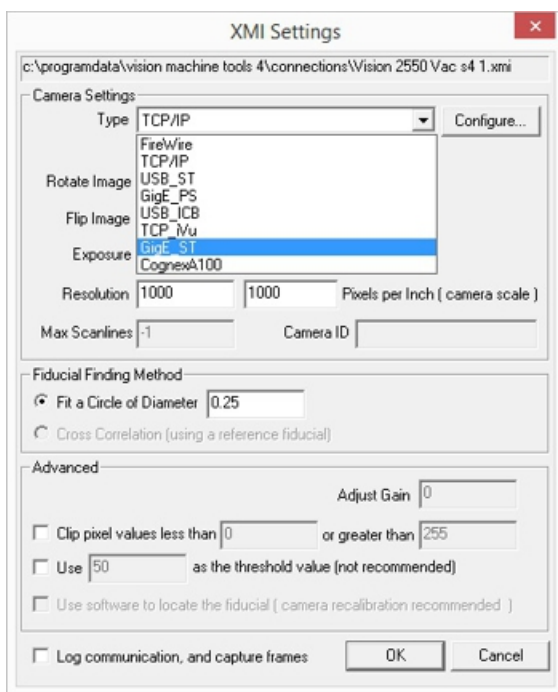 XMI Settings
c:\programdata\vision machine tools 4\connections\Vision 2550 Vac s4 1.xmi
Camera Settings
Type TCP/IP Configure...
FireWire
TCP/IP
Rotate Image USB_ST
GigE_PS
Flip Image USB_ICB
TCP_iVu
Exposure GigE_ST
CognexA100
Resolution 1000 1000 Pixels per Inch ( camera scale )
Max Scanlines -1 Camera ID
Fiducial Finding Method
Fit a Circle of Diameter 0.25
Cross Correlation (using a reference fiducial)
Advanced
Adjust Gain 0
Clip pixel values less than 0 or greater than 255
Use 50 as the threshold value (not recommended)
Use software to locate the fiducial ( camera recalibration recommended )
Log communication, and capture frames OK Cancel